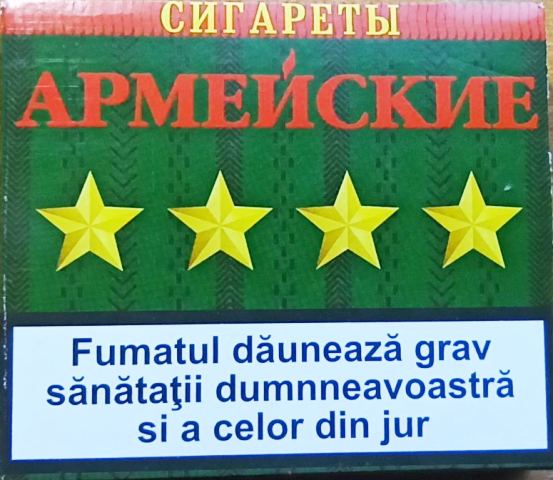 СИГАРЕТЫ
АРМЕЙСКИЕ
Fumatul dăunează grav
sănătaţii dumnneavoastră
si a celor din jur